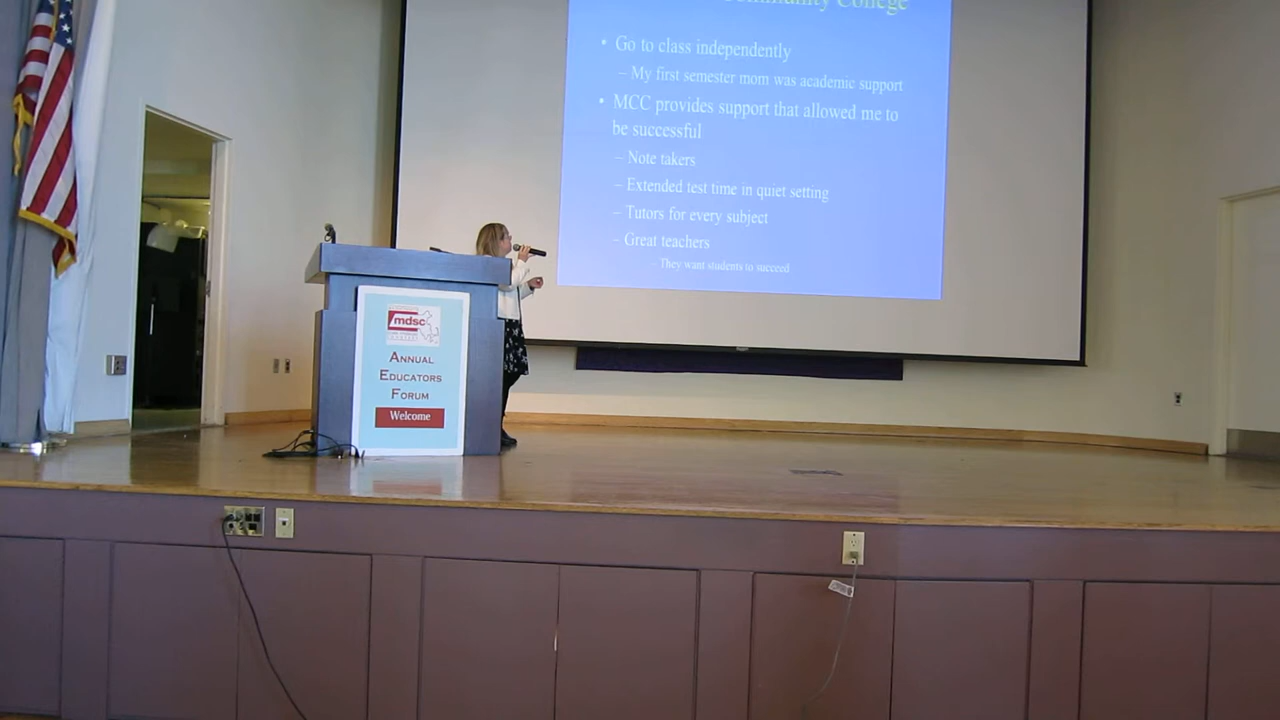 Community College
• Go to class independently
– My first semester mom was academic support
• MCC provides support that allowed me to
be successful
– Note takers
– Extended test time in quiet setting
– Tutors for every subject
– Great teachers
– They want students to succeed
mdsc
ANNUAL
EDUCATORS
FORUM
Welcome